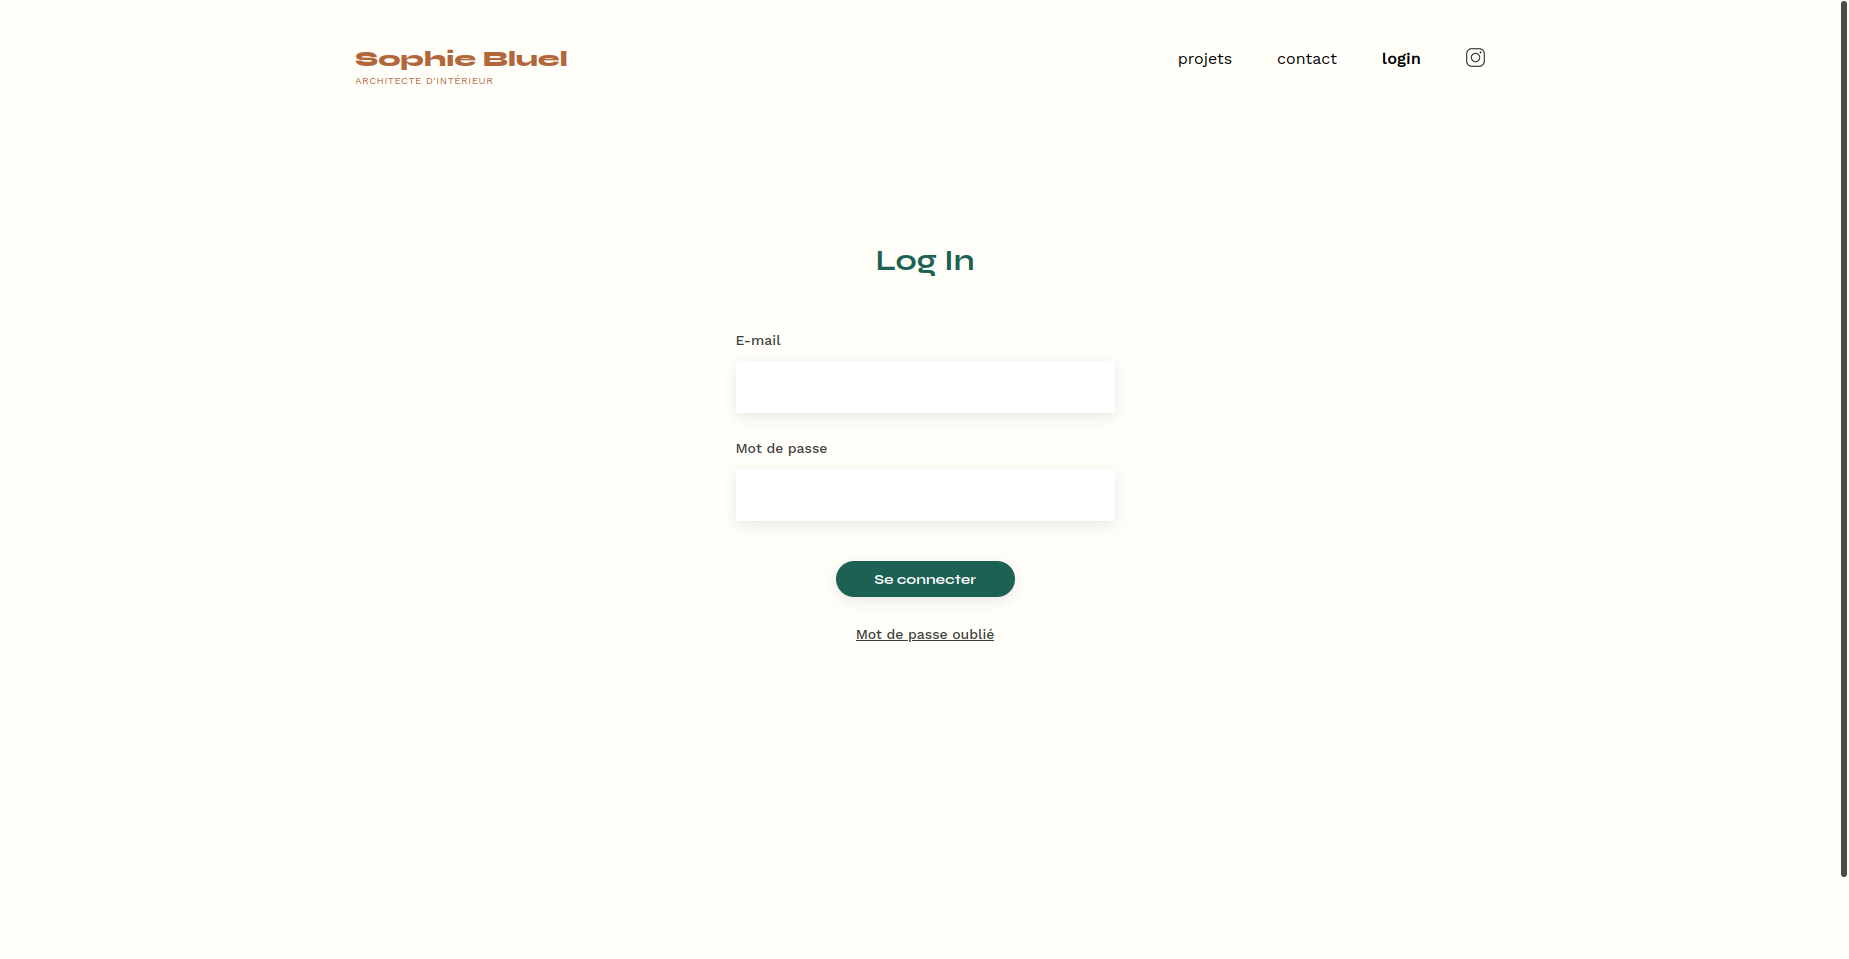 Sophie Bluel
ARCHITECTE D'INTÉRIEUR
projets
contact
login
Log In
E-mail
Mot de passe
Se connecter
Mot de passe oublié